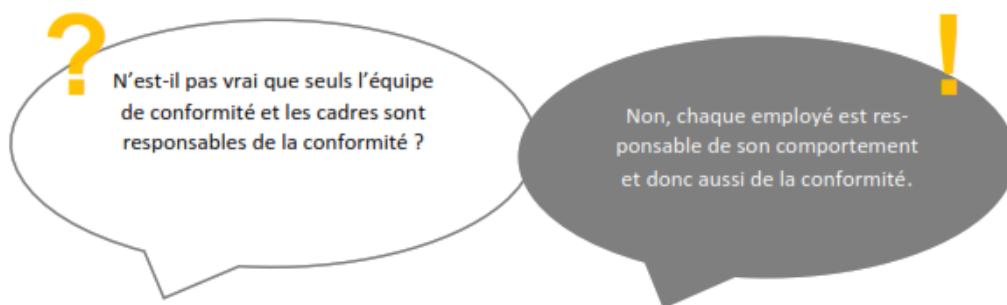 ?
N'est-il pas vrai que seuls l'équipe
de conformité et les cadres sont
responsables de la conformité ?
!
Non, chaque employé est res-
ponsable de son comportement
et donc aussi de la conformité.